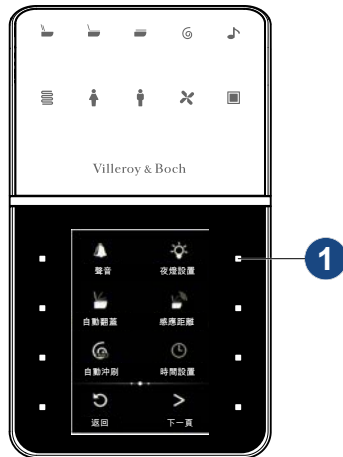 Villeroy & Boch
聲音 夜燈設置
1
自動翻蓋 感應距離
自動沖刷 時間設置
返回 下一頁